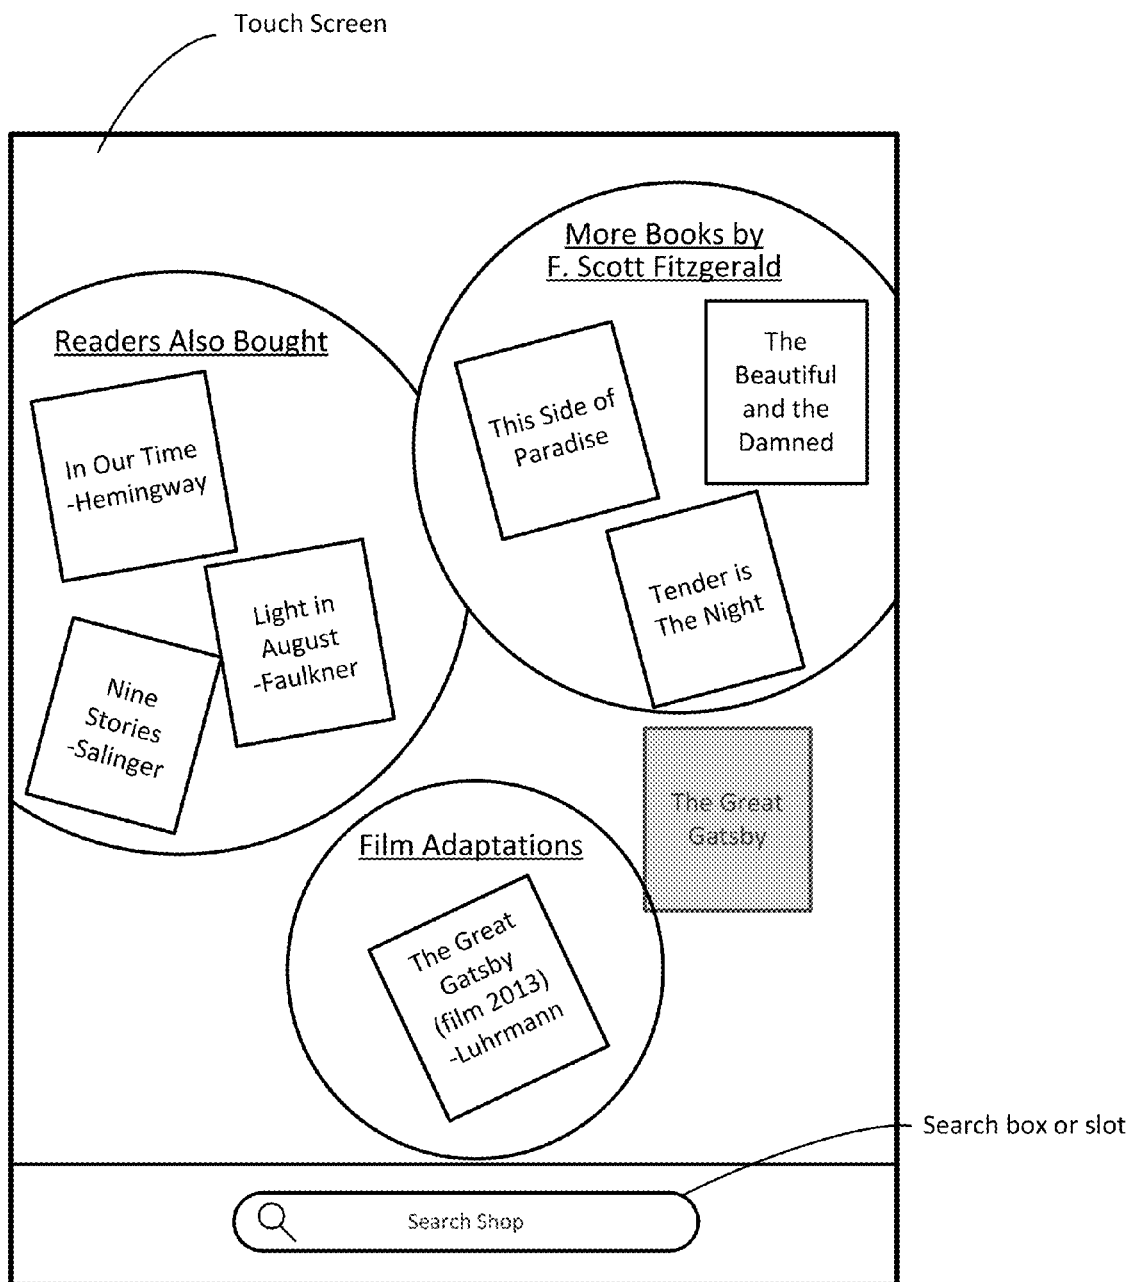 Touch Screen
More Books by
F. Scott Fitzgerald
Readers Also Bought
The
Beautiful
and the
Damned
This Side of
Paradise
In Our Time
-Hemingway
Tender is
The Night
Light in
August
-Faulkner
Nine
Stories
-Salinger
The Great
Gatsby
Film Adaptations
The Great
Gatsby
(film 2013)
-Luhrmann
Search box or slot
Search Shop